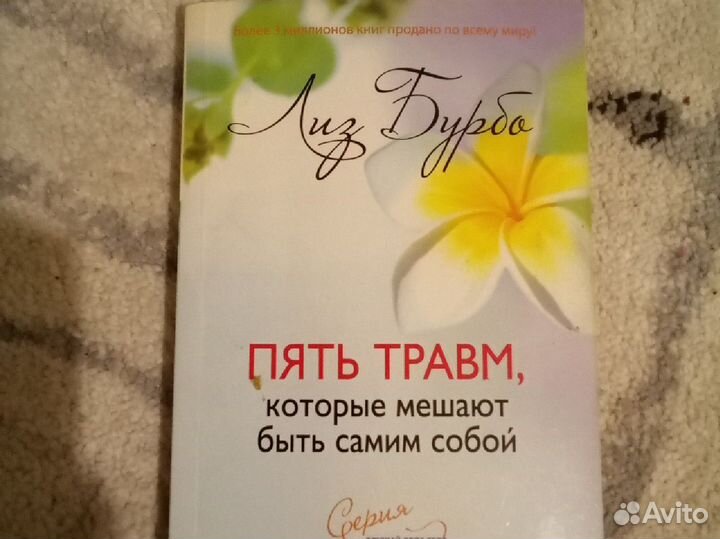 Более 3 миллионов книг продано по всему миру!
Лиз Бурбо
ПЯТЬ ТРАВМ,
которые мешают
быть самим собой
Серия
Avito